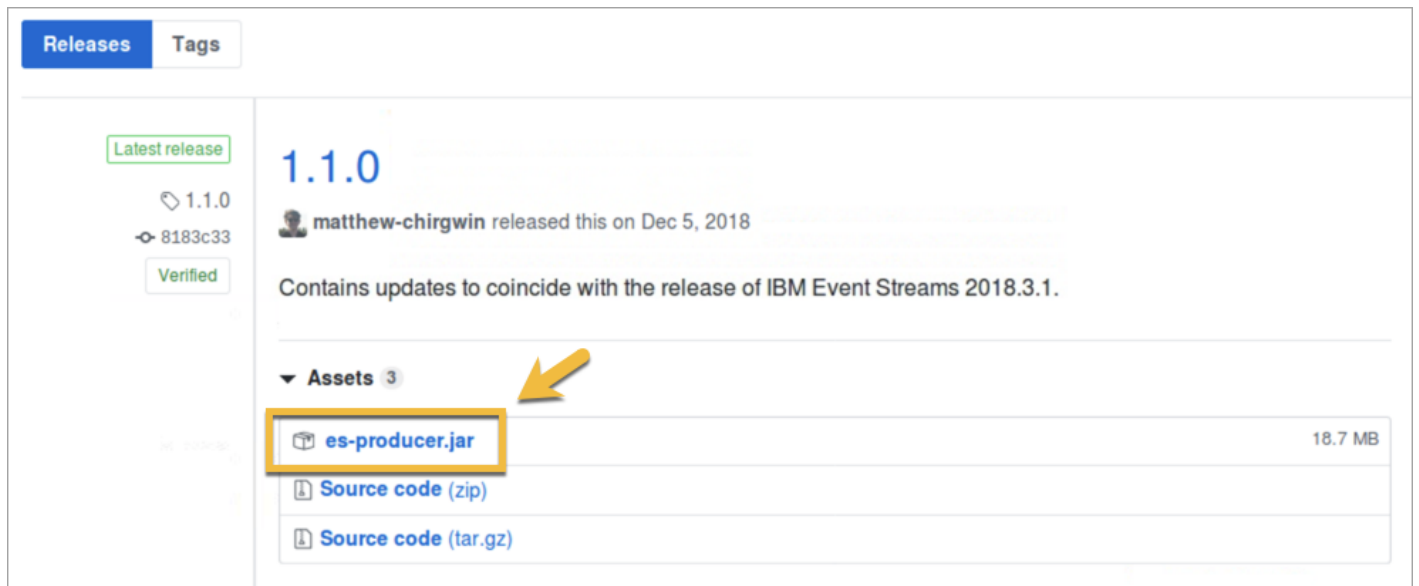 Releases Tags
Latest release
1.1.0
8183c33
Verified
1.1.0
matthew-chirgwin released this on Dec 5, 2018
Contains updates to coincide with the release of IBM Event Streams 2018.3.1.
Assets 3
es-producer.jar 18.7 MB
Source code (zip)
Source code (tar.gz)